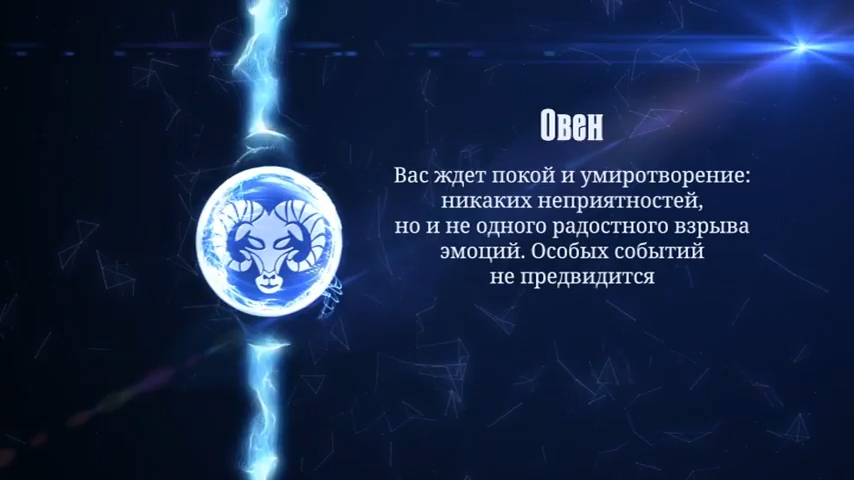 Овен
Вас ждет покой и умиротворение:
никаких неприятностей,
но и не одного радостного взрыва
эмоций. Особых событий
не предвидится